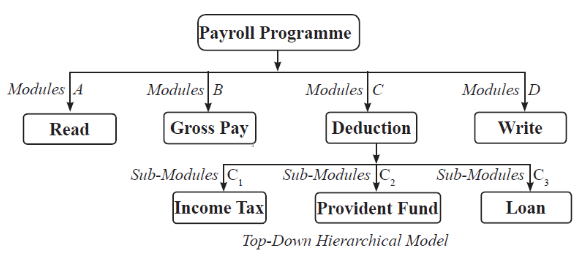 Payroll Programme
Modules A Modules B Modules C Modules D
Read Gross Pay Deduction Write
Sub-Modules C1 Sub-Modules C2 Sub-Modules C3
Income Tax Provident Fund Loan
Top-Down Hierarchical Model